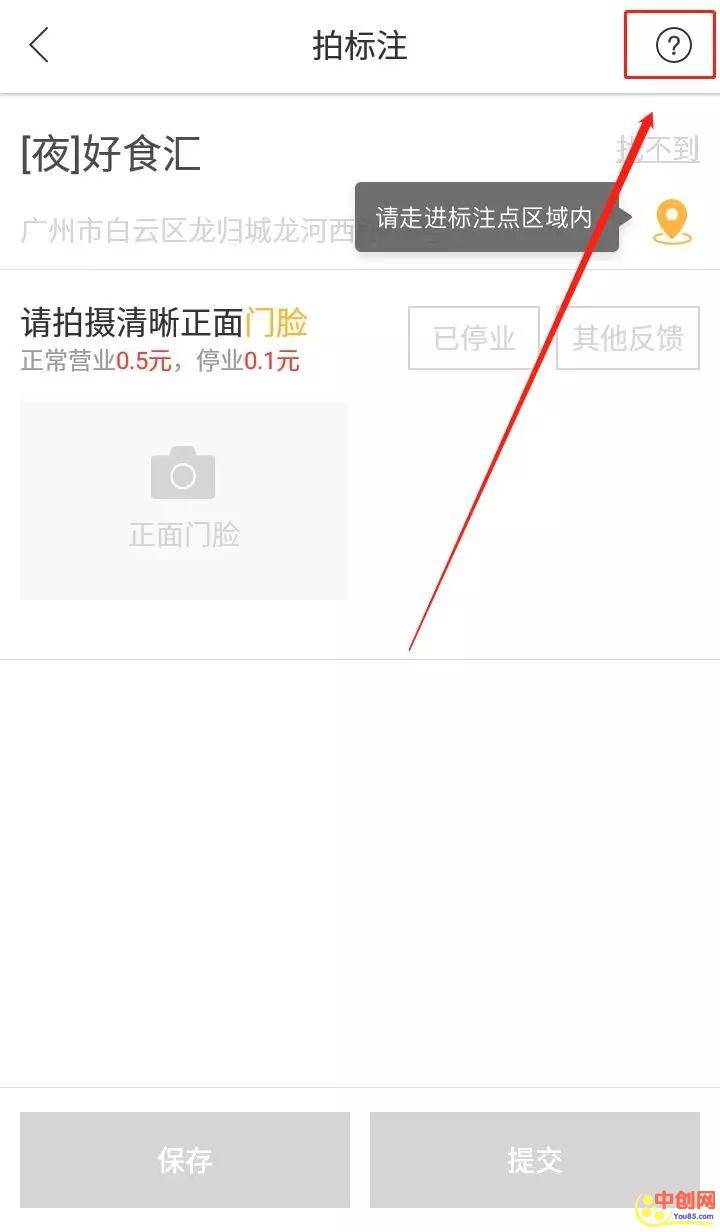 拍标注
?
[夜]好食汇
找不到
广州市白云区龙归城龙河西
请走进标注点区域内
请拍摄清晰正面门脸
正常营业0.5元，停业0.1元
已停业
其他反馈
正面门脸
保存
提交
中创网
You85.com